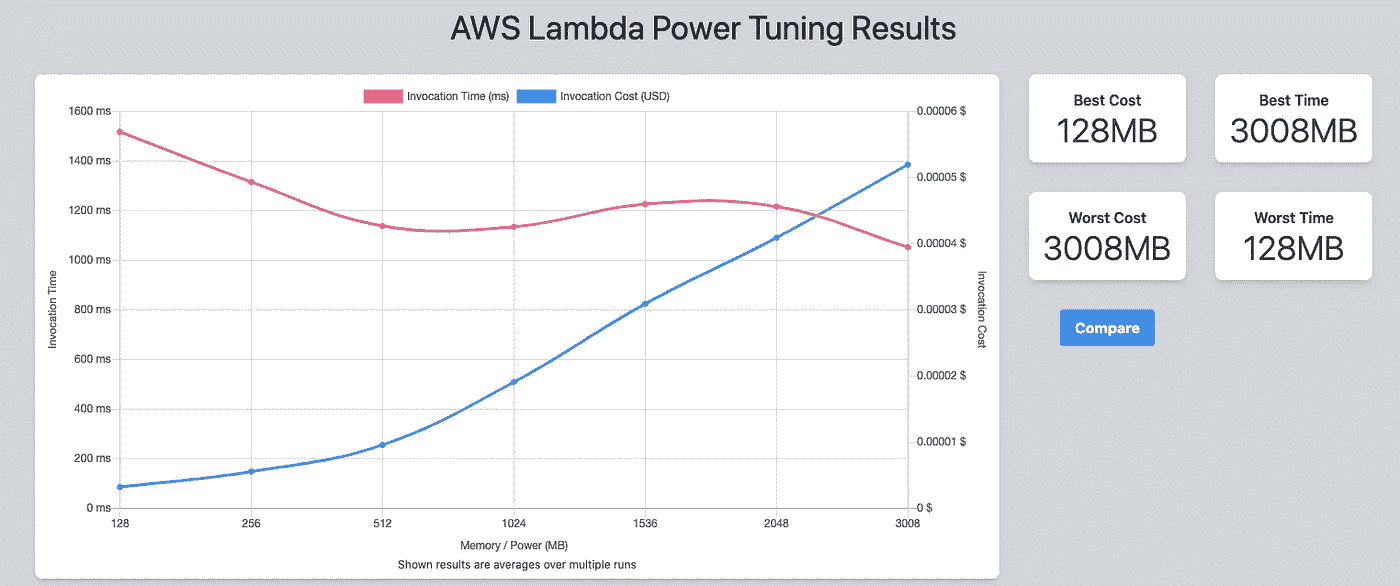 AWS Lambda Power Tuning Results
Invocation Time (ms) Invocation Cost (USD)
1600 ms
1400 ms
1200 ms
1000 ms
800 ms
600 ms
400 ms
200 ms
0 ms
Invocation Time
0.00006 $
0.00005 $
0.00004 $
0.00003 $
0.00002 $
0.00001 $
0 $
Invocation Cost
128 256 512 1024 1536 2048 3008
Memory / Power (MB)
Shown results are averages over multiple runs
Best Cost
128MB
Best Time
3008MB
Worst Cost
3008MB
Worst Time
128MB
Compare